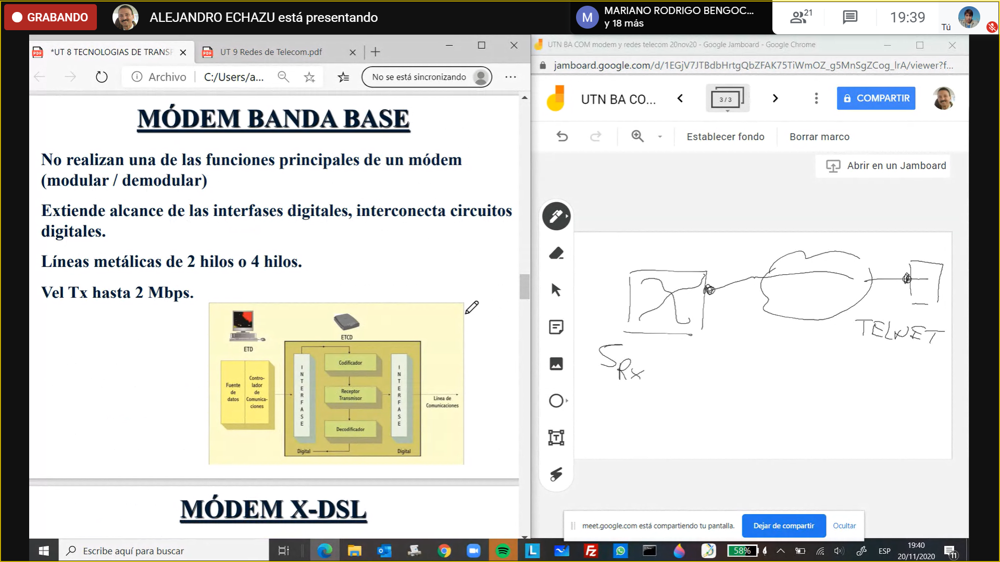 GRABANDO
ALEJANDRO ECHAZU está presentando
M
MARIANO RODRIGO BENGOC...
y 18 más
21
19:39
Tú
*UT 8 TECNOLOGIAS DE TRANSF
UT 9 Redes de Telecom.pdf
Archivo
C:/Users/a...
No se está sincronizando
MÓDEM BANDA BASE
No realizan una de las funciones principales de un módem
(modular / demodular)
Extiende alcance de las interfases digitales, interconecta circuitos
digitales.
Líneas metálicas de 2 hilos o 4 hilos.
Vel Tx hasta 2 Mbps.
ETD
ETCD
Fuente
de
datos
Contro-
lador
de
Comunica-
ciones
INTERFASE
Codificador
Receptor
Transmisor
Decodificador
INTERFASE
Línea de
Comunicaciones
Digital
Digital
MÓDEM X-DSL
UTN BA COM modem y redes telecom 20nov20 - Google Jamboard - Google Chrome
jamboard.google.com/d/1EGjV7JTBdbHrtgQbZFAK75TiWmOZ_g5MnSgZCog_lrA/viewer?f...
UTN BA CO...
3 / 3
COMPARTIR
Establecer fondo
Borrar marco
Abrir en un Jamboard
TELNET
SRx
meet.google.com está compartiendo tu pantalla.
Dejar de compartir
Ocultar
Escribe aquí para buscar
58%
ESP
19:40
20/11/2020
11